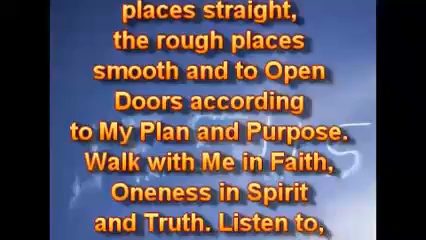 places straight,
the rough places
smooth and to Open
Doors according
to My Plan and Purpose.
Walk with Me in Faith,
Oneness in Spirit
and Truth. Listen to,